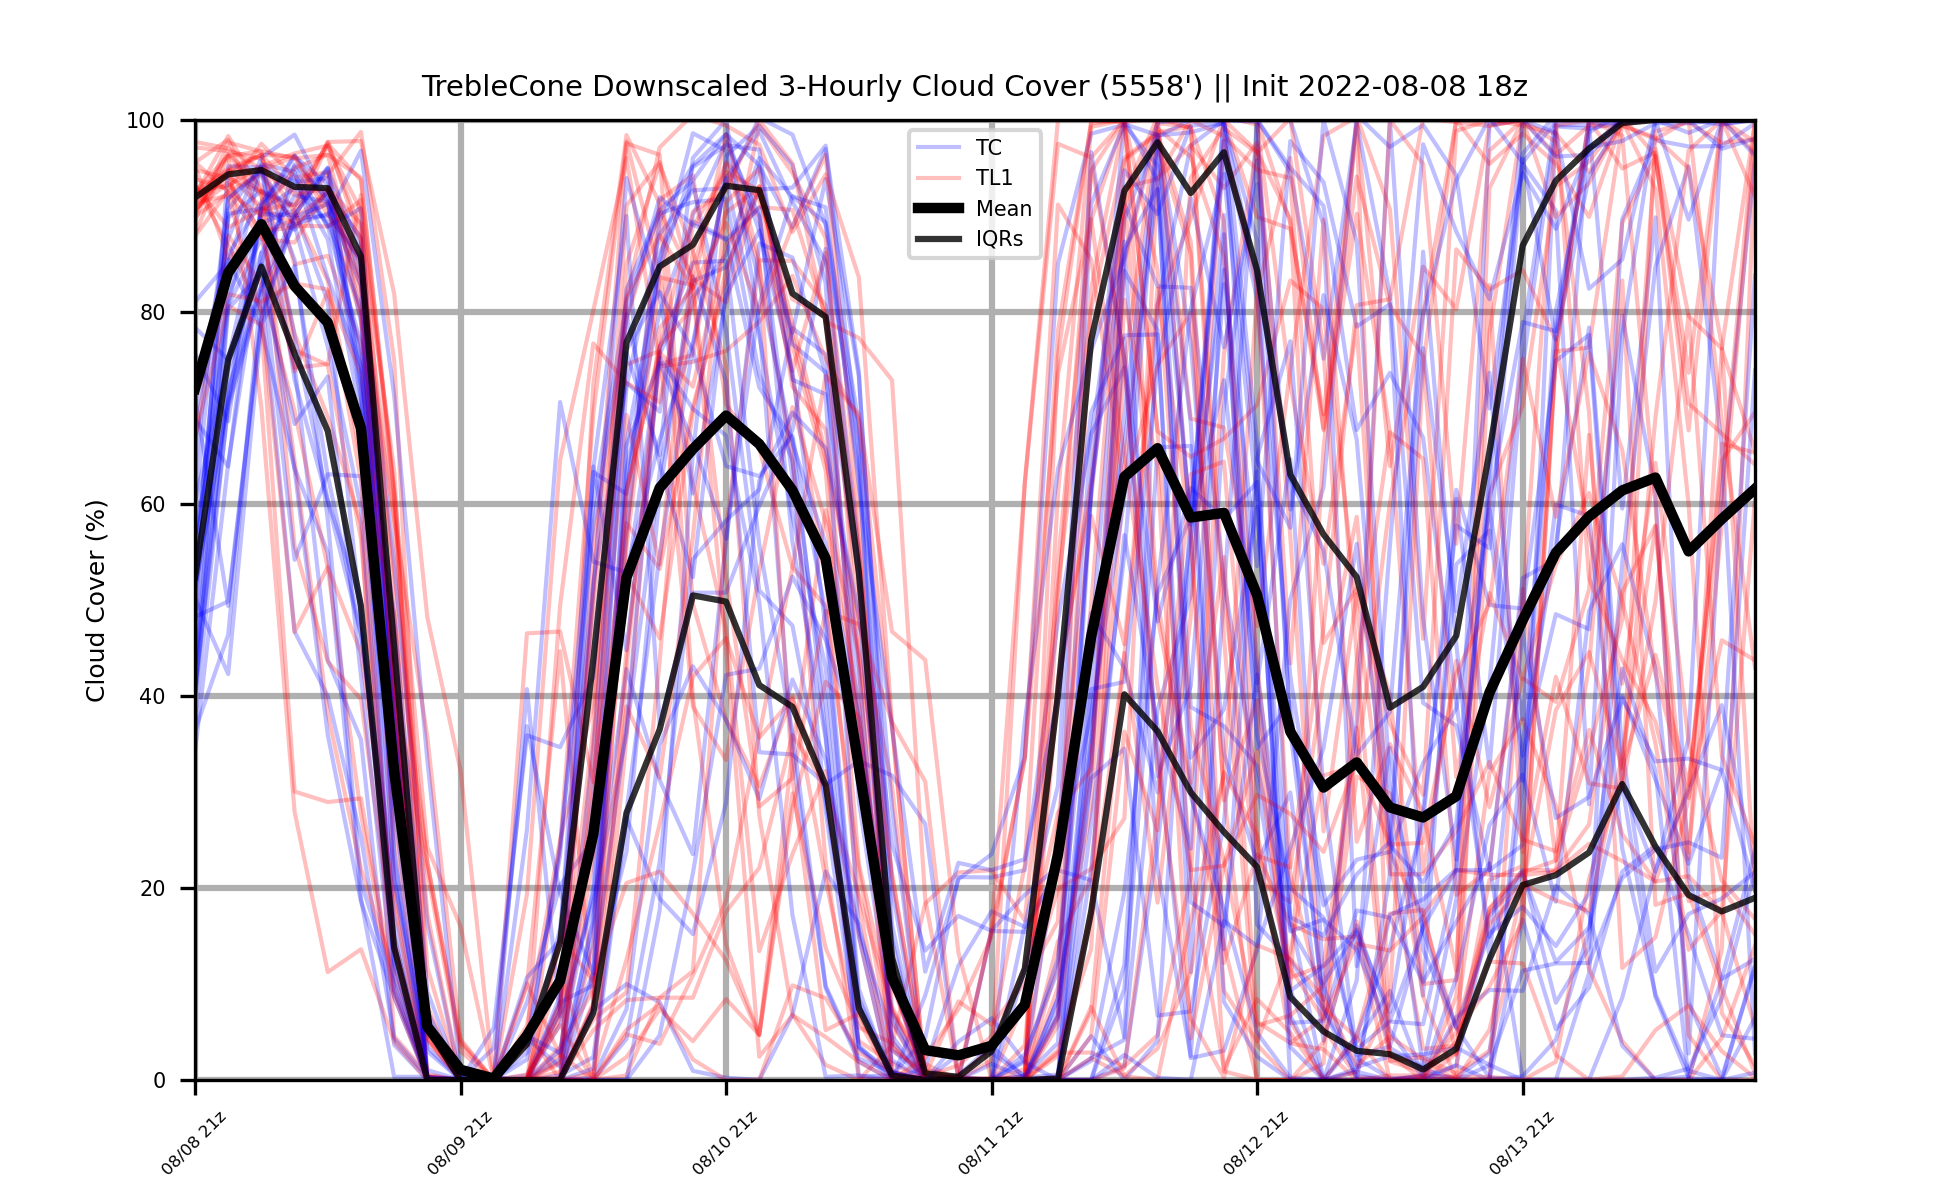 TrebleCone Downscaled 3-Hourly Cloud Cover (5558') || Init 2022-08-08 18z
TC
TL1
Mean
IQRs
Cloud Cover (%)
100
80
60
40
20
0
08/08 21z
08/09 21z
08/10 21z
08/11 21z
08/12 21z
08/13 21z